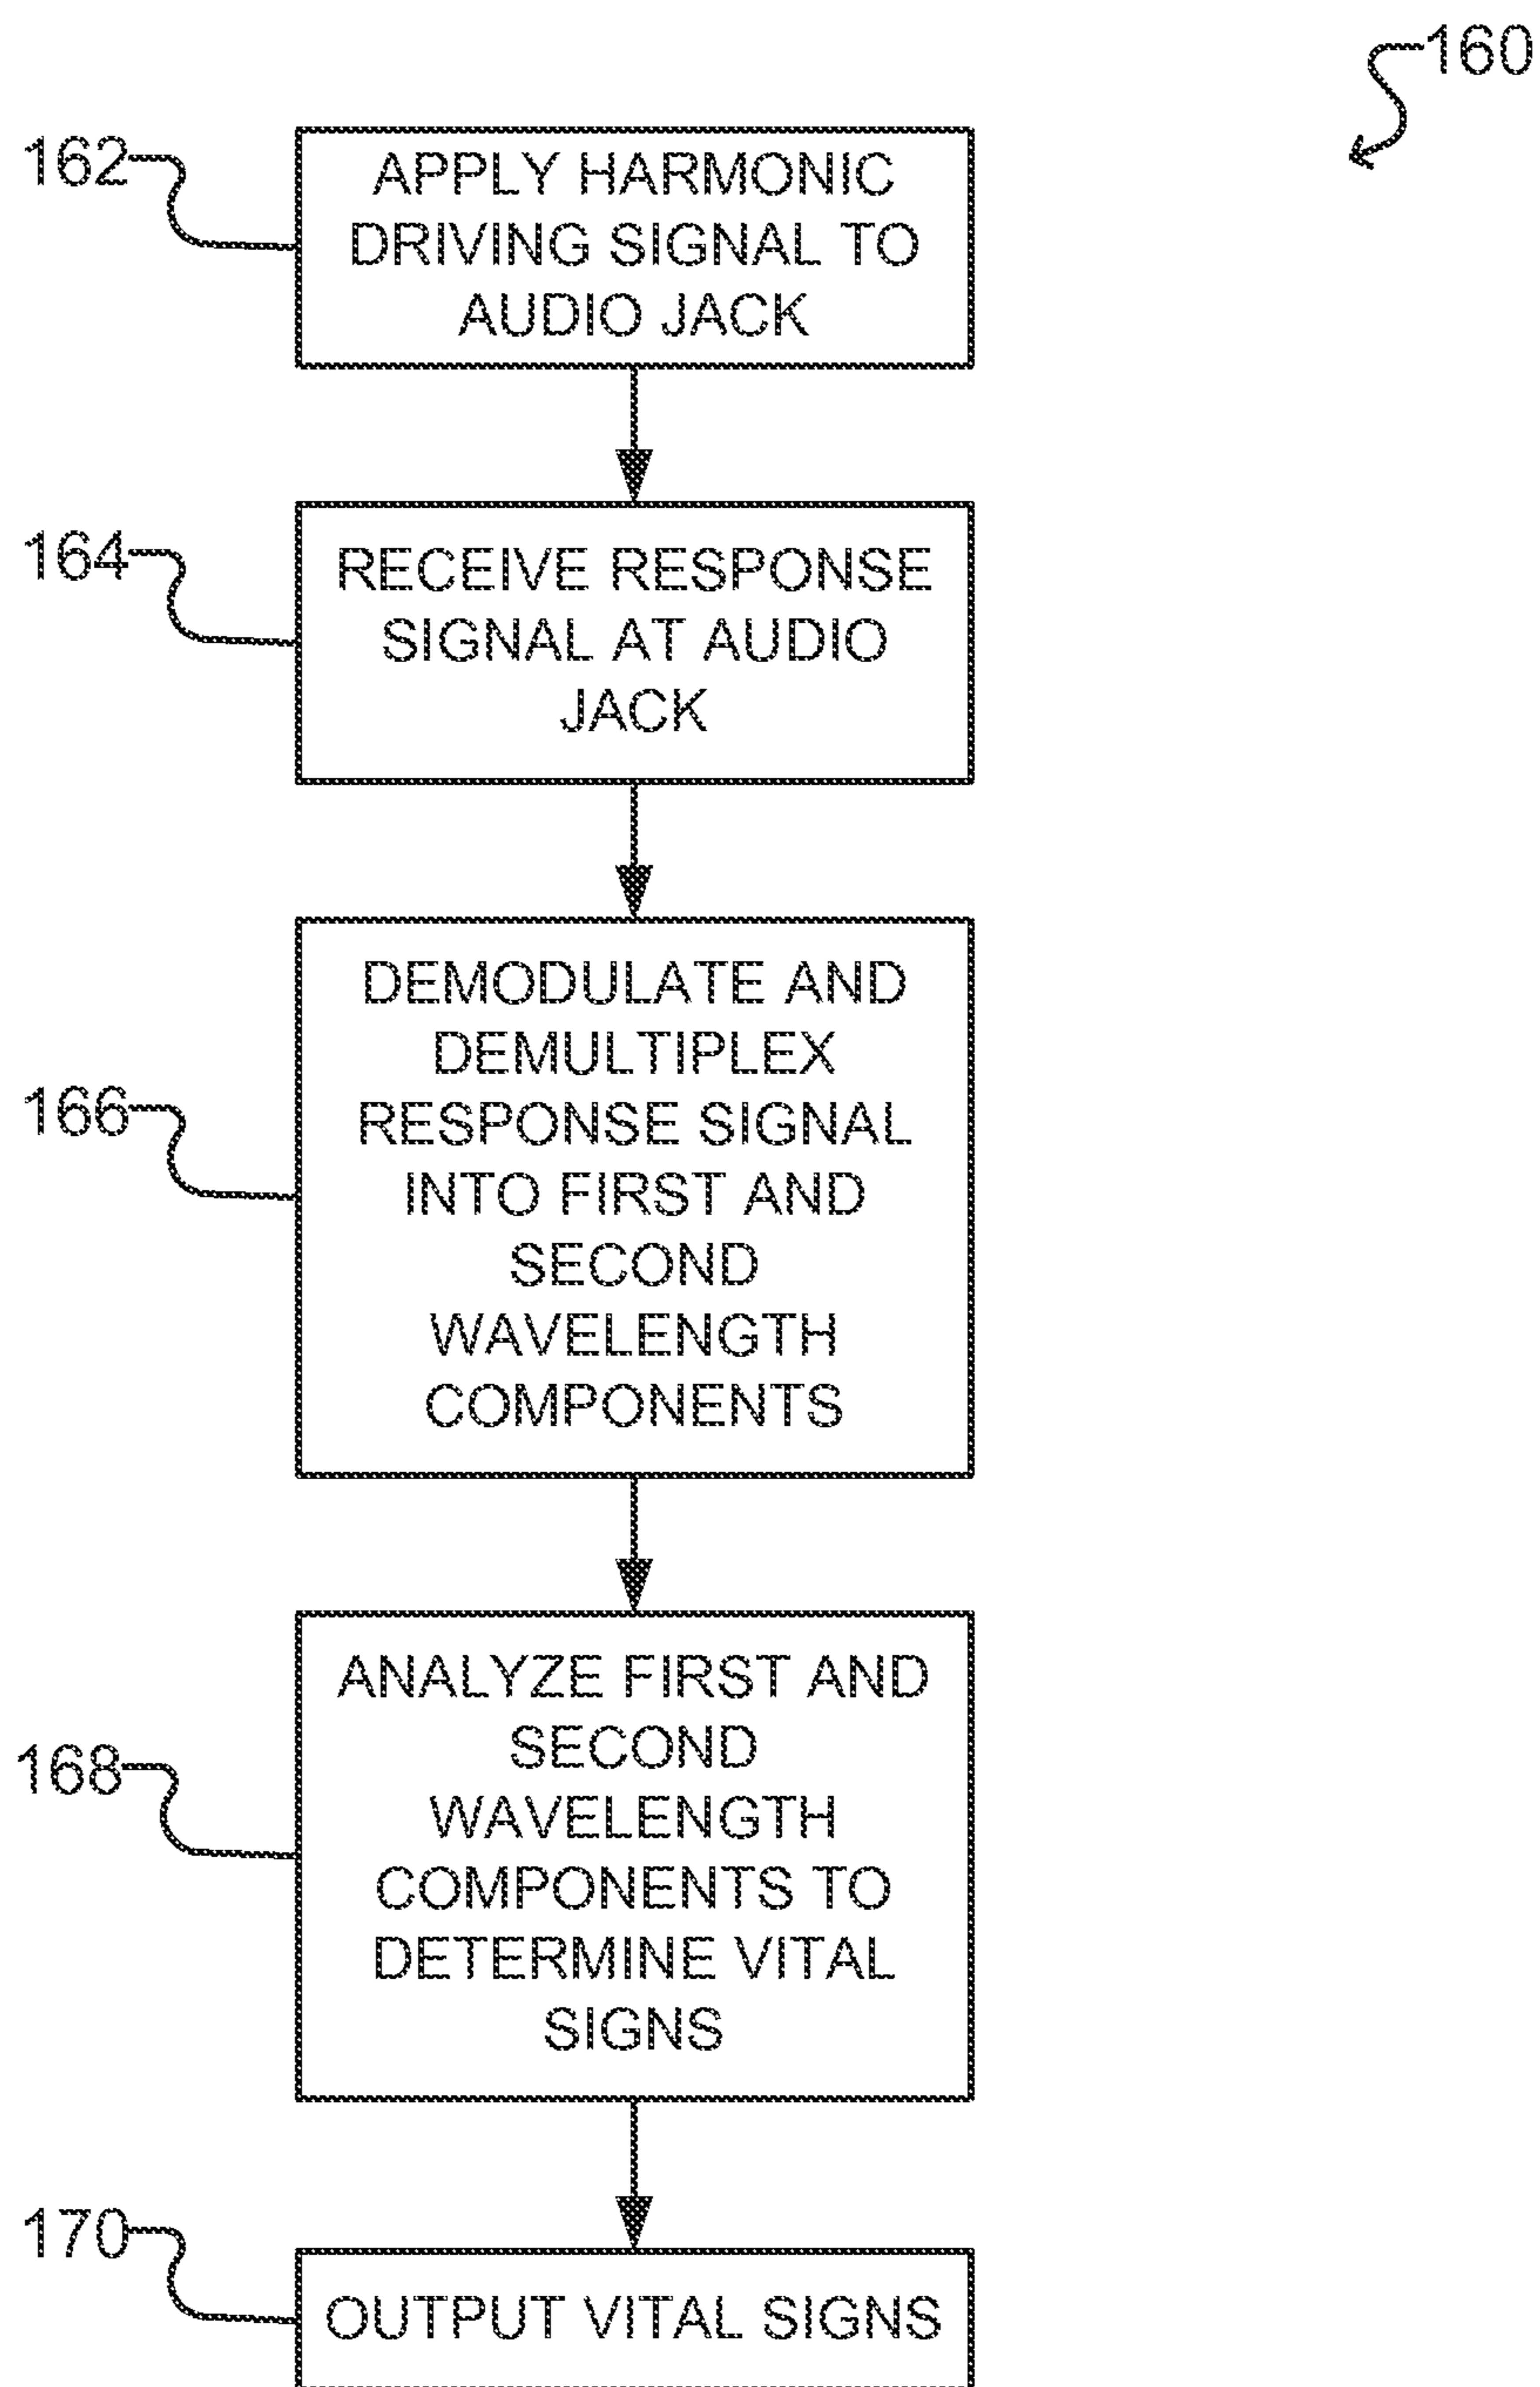 160
162
APPLY HARMONIC
DRIVING SIGNAL TO
AUDIO JACK
164
RECEIVE RESPONSE
SIGNAL AT AUDIO
JACK
166
DEMODULATE AND
DEMULTIPLEX
RESPONSE SIGNAL
INTO FIRST AND
SECOND
WAVELENGTH
COMPONENTS
168
ANALYZE FIRST AND
SECOND
WAVELENGTH
COMPONENTS TO
DETERMINE VITAL
SIGNS
170
OUTPUT VITAL SIGNS